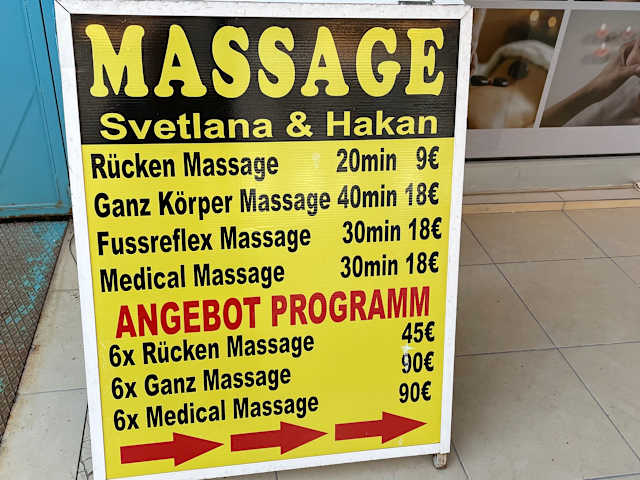 MASSAGE
Svetlana & Hakan
Rücken Massage 20min 9€
Ganz Körper Massage 40min 18€
Fussreflex Massage 30min 18€
Medical Massage 30min 18€
ANGEBOT PROGRAMM
6x Rücken Massage 45€
6x Ganz Massage 90€
6x Medical Massage 90€